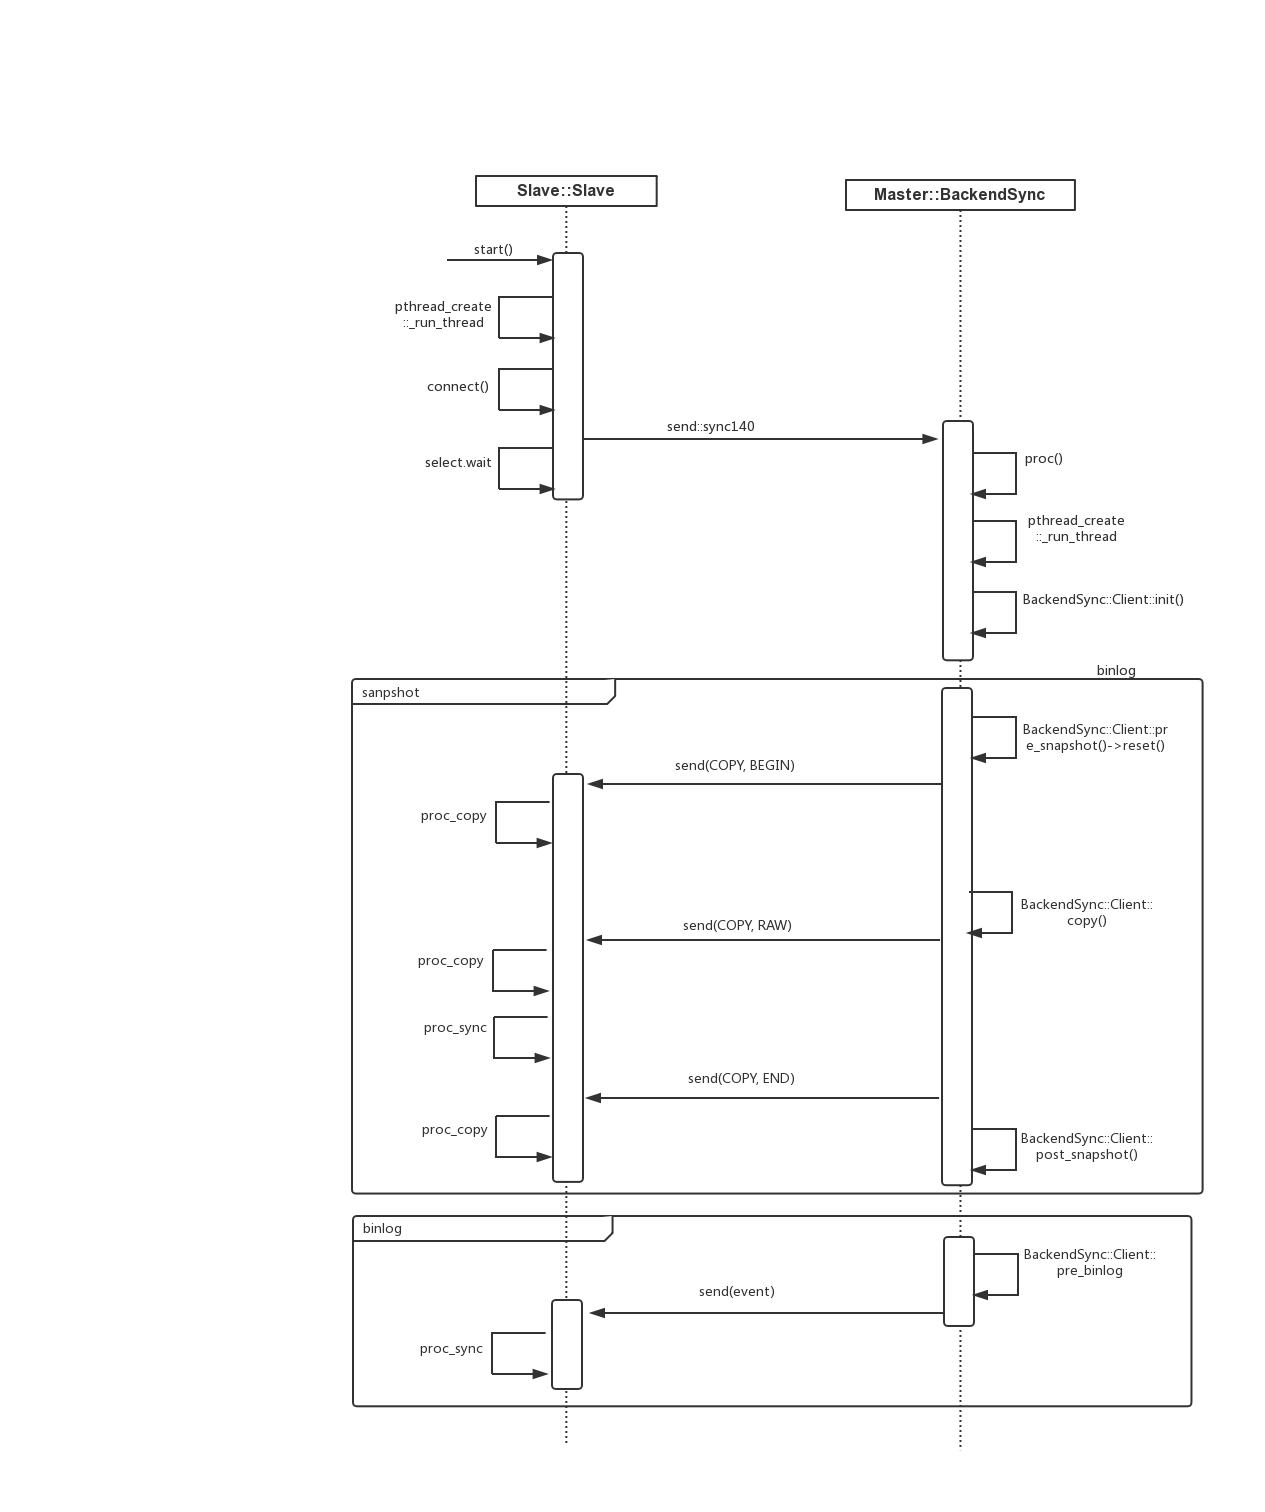 Slave::Slave
Master::BackendSync
start()
pthread_create
::_run_thread
connect()
send::sync140
select.wait
proc()
pthread_create
::_run_thread
BackendSync::Client::init()
binlog
sanpshot
BackendSync::Client::pr
e_snapshot()->reset()
send(COPY, BEGIN)
proc_copy
BackendSync::Client::
copy()
send(COPY, RAW)
proc_copy
proc_sync
send(COPY, END)
proc_copy
BackendSync::Client::
post_snapshot()
binlog
BackendSync::Client::
pre_binlog
send(event)
proc_sync